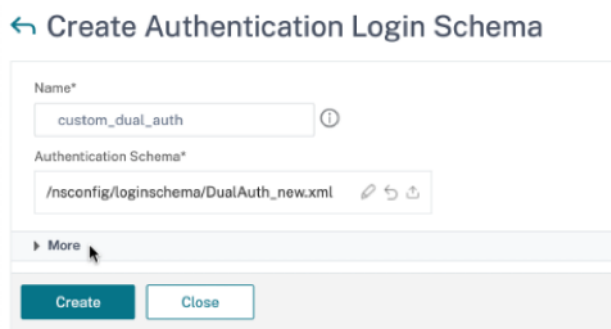 Create Authentication Login Schema
Name*
custom_dual_auth
Authentication Schema*
/nsconfig/loginschema/DualAuth_new.xml
More
Create Close